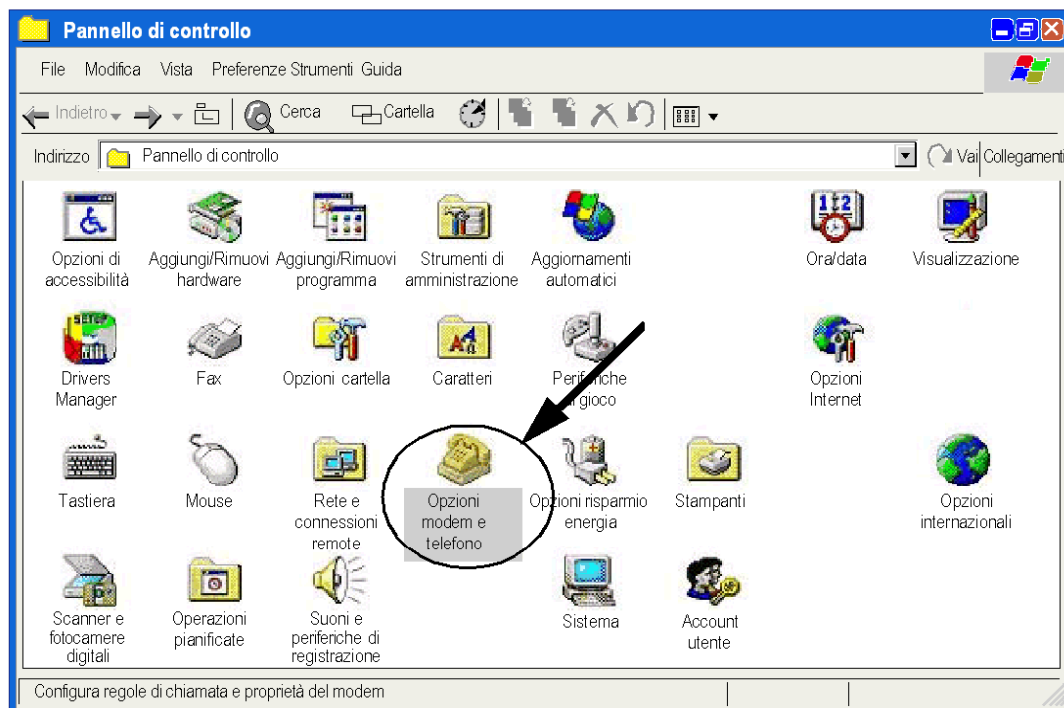 Pannello di controllo
File Modifica Vista Preferenze Strumenti Guida
Indietro Cerca Cartella
Indirizzo Pannello di controllo Vai Collegamenti
Opzioni di
accessibilità
Aggiungi/Rimuovi
hardware
Aggiungi/Rimuovi
programma
Strumenti di
amministrazione
Aggiornamenti
automatici
Ora/data
Visualizzazione
Drivers
Manager
Fax
Opzioni cartella
Caratteri
Periferiche
gioco
Opzioni
Internet
Tastiera
Mouse
Rete e
connessioni
remote
Opzioni
modem e
telefono
Opzioni risparmio
energia
Stampanti
Opzioni
internazionali
Scanner e
fotocamere
digitali
Operazioni
pianificate
Suoni e
periferiche di
registrazione
Sistema
Account
utente
Configura regole di chiamata e proprietà del modem